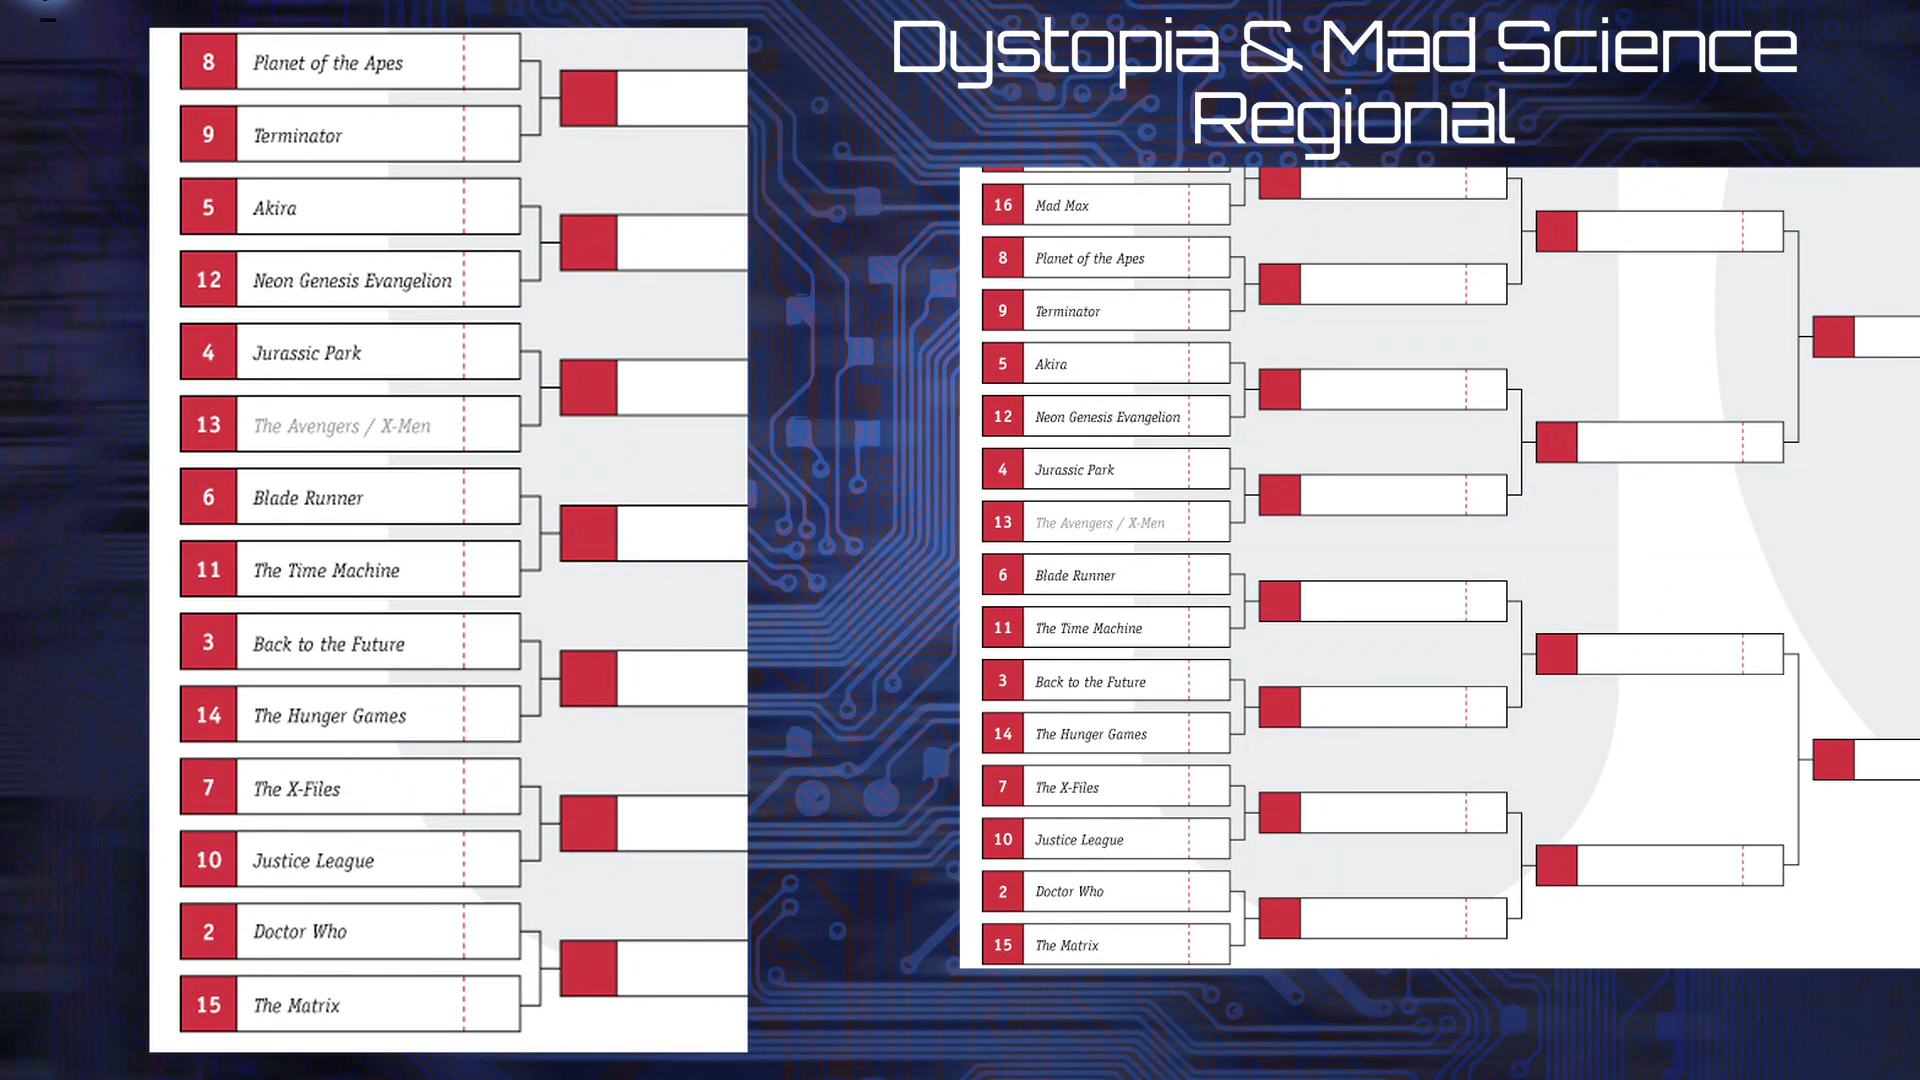 Dystopia & Mad Science
Regional
8 Planet of the Apes
9 Terminator
5 Akira
12 Neon Genesis Evangelion
4 Jurassic Park
13 The Avengers / X-Men
6 Blade Runner
11 The Time Machine
3 Back to the Future
14 The Hunger Games
7 The X-Files
10 Justice League
2 Doctor Who
15 The Matrix
16 Mad Max
8 Planet of the Apes
9 Terminator
5 Akira
12 Neon Genesis Evangelion
4 Jurassic Park
13 The Avengers / X-Men
6 Blade Runner
11 The Time Machine
3 Back to the Future
14 The Hunger Games
7 The X-Files
10 Justice League
2 Doctor Who
15 The Matrix